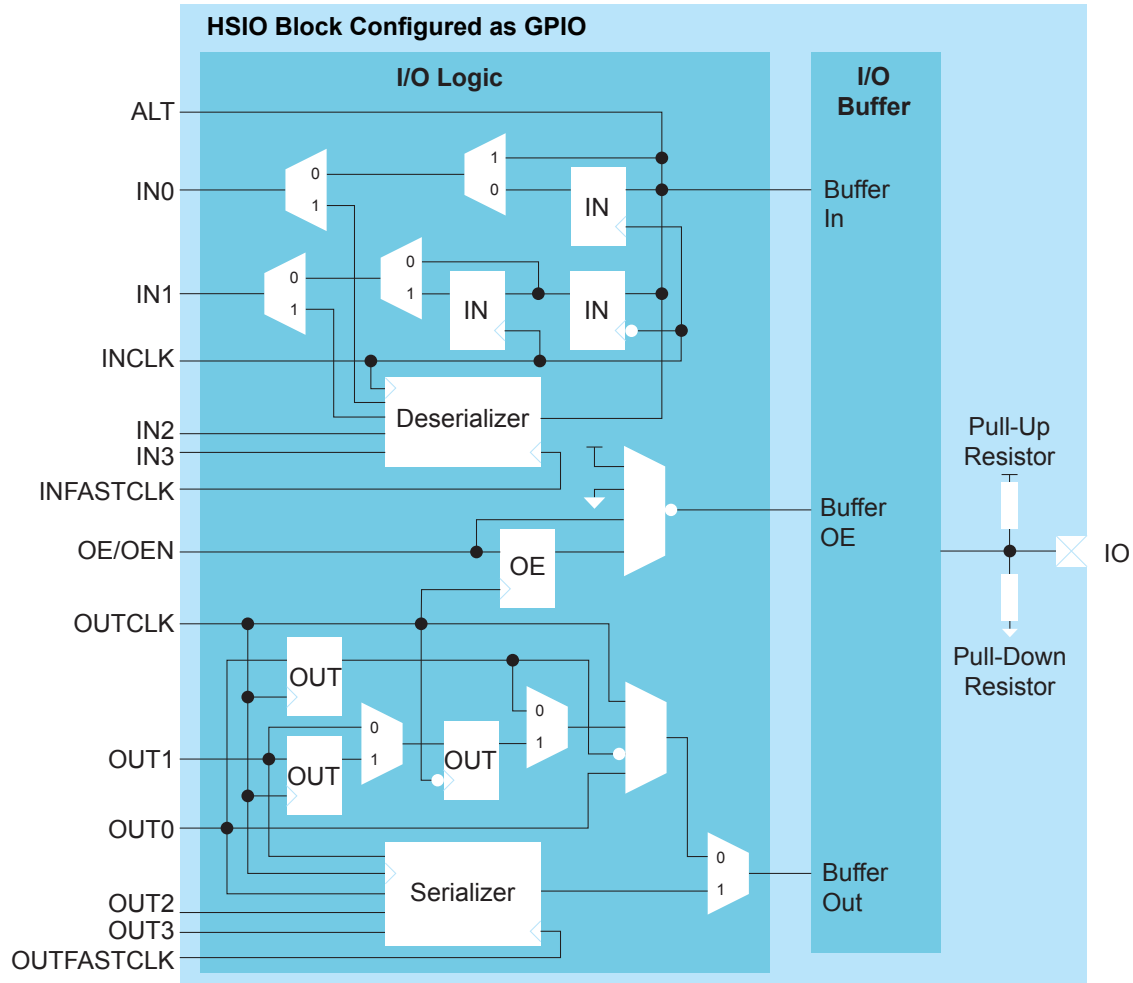 HSIO Block Configured as GPIO
I/O Logic
I/O
Buffer
ALT
1
0
IN0
0
1
IN
Buffer
In
0
1
IN1
0
1
IN
IN
INCLK
Deserializer
IN2
IN3
INFASTCLK
Pull-Up
Resistor
Buffer
OE
OE/OEN
OE
IO
OUTCLK
Pull-Down
Resistor
OUT
0
1
0
1
OUT
OUT1
OUT
OUT0
0
1
Buffer
Out
Serializer
OUT2
OUT3
OUTFASTCLK